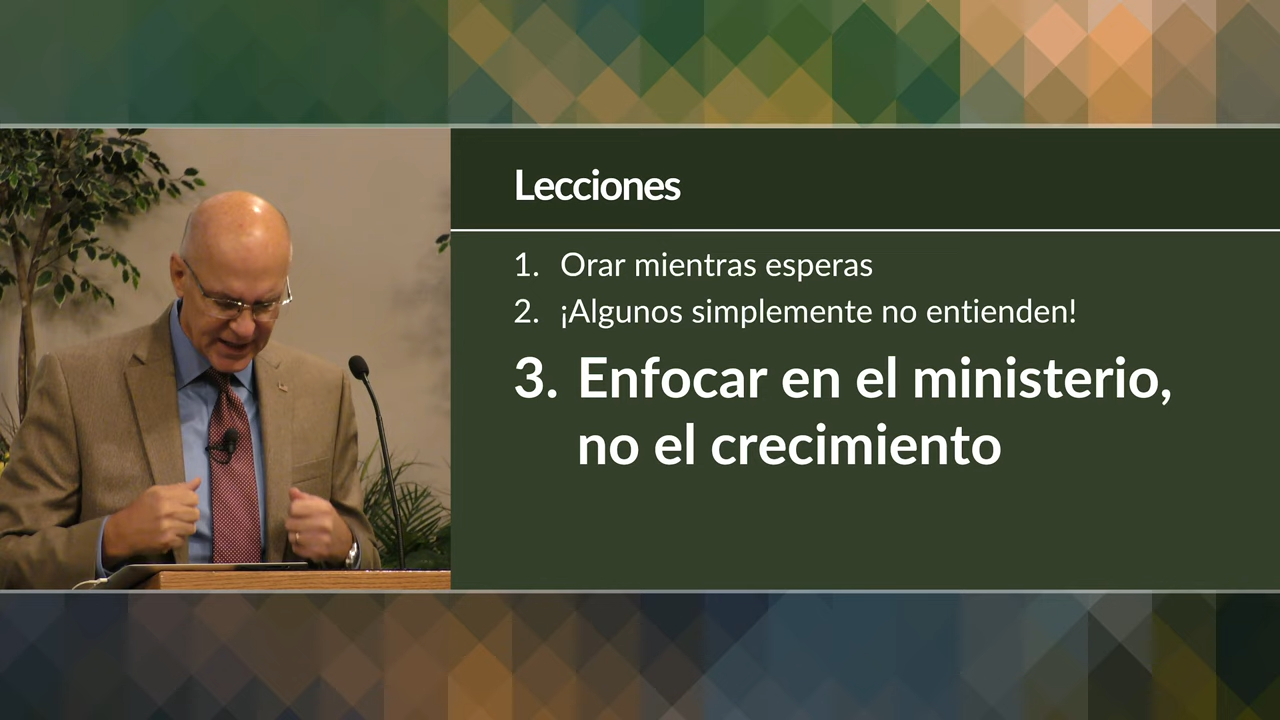 Lecciones
1. Orar mientras esperas
2. ¡Algunos simplemente no entienden!
3. Enfocar en el ministerio,
no el crecimiento